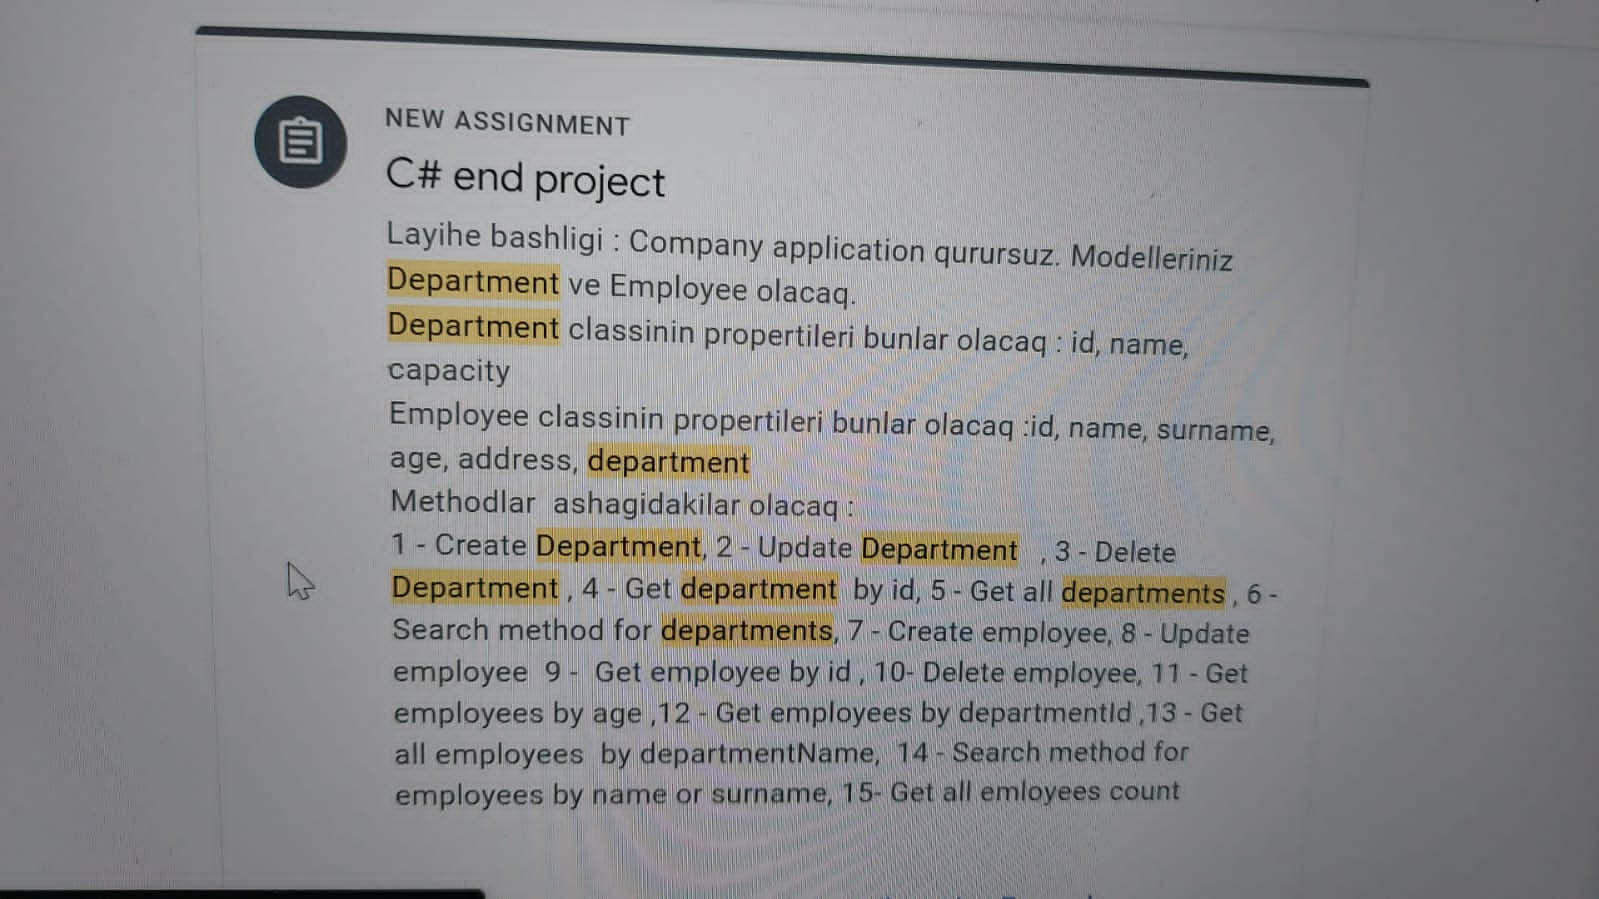 NEW ASSIGNMENT
C# end project
Layihe bashligi : Company application qurursuz. Modelleriniz
Department ve Employee olacaq.
Department classinin propertileri bunlar olacaq : id, name,
capacity
Employee classinin propertileri bunlar olacaq :id, name, surname,
age, address, department
Methodlar  ashagidakilar olacaq :
1 - Create Department, 2 - Update Department  , 3 - Delete
Department , 4 - Get department  by id, 5 - Get all departments , 6 -
Search method for departments, 7 - Create employee, 8 - Update
employee  9 -  Get employee by id , 10- Delete employee, 11 - Get
employees by age ,12 - Get employees by departmentId ,13 - Get
all employees  by departmentName,  14 - Search method for
employees by name or surname, 15- Get all emloyees count